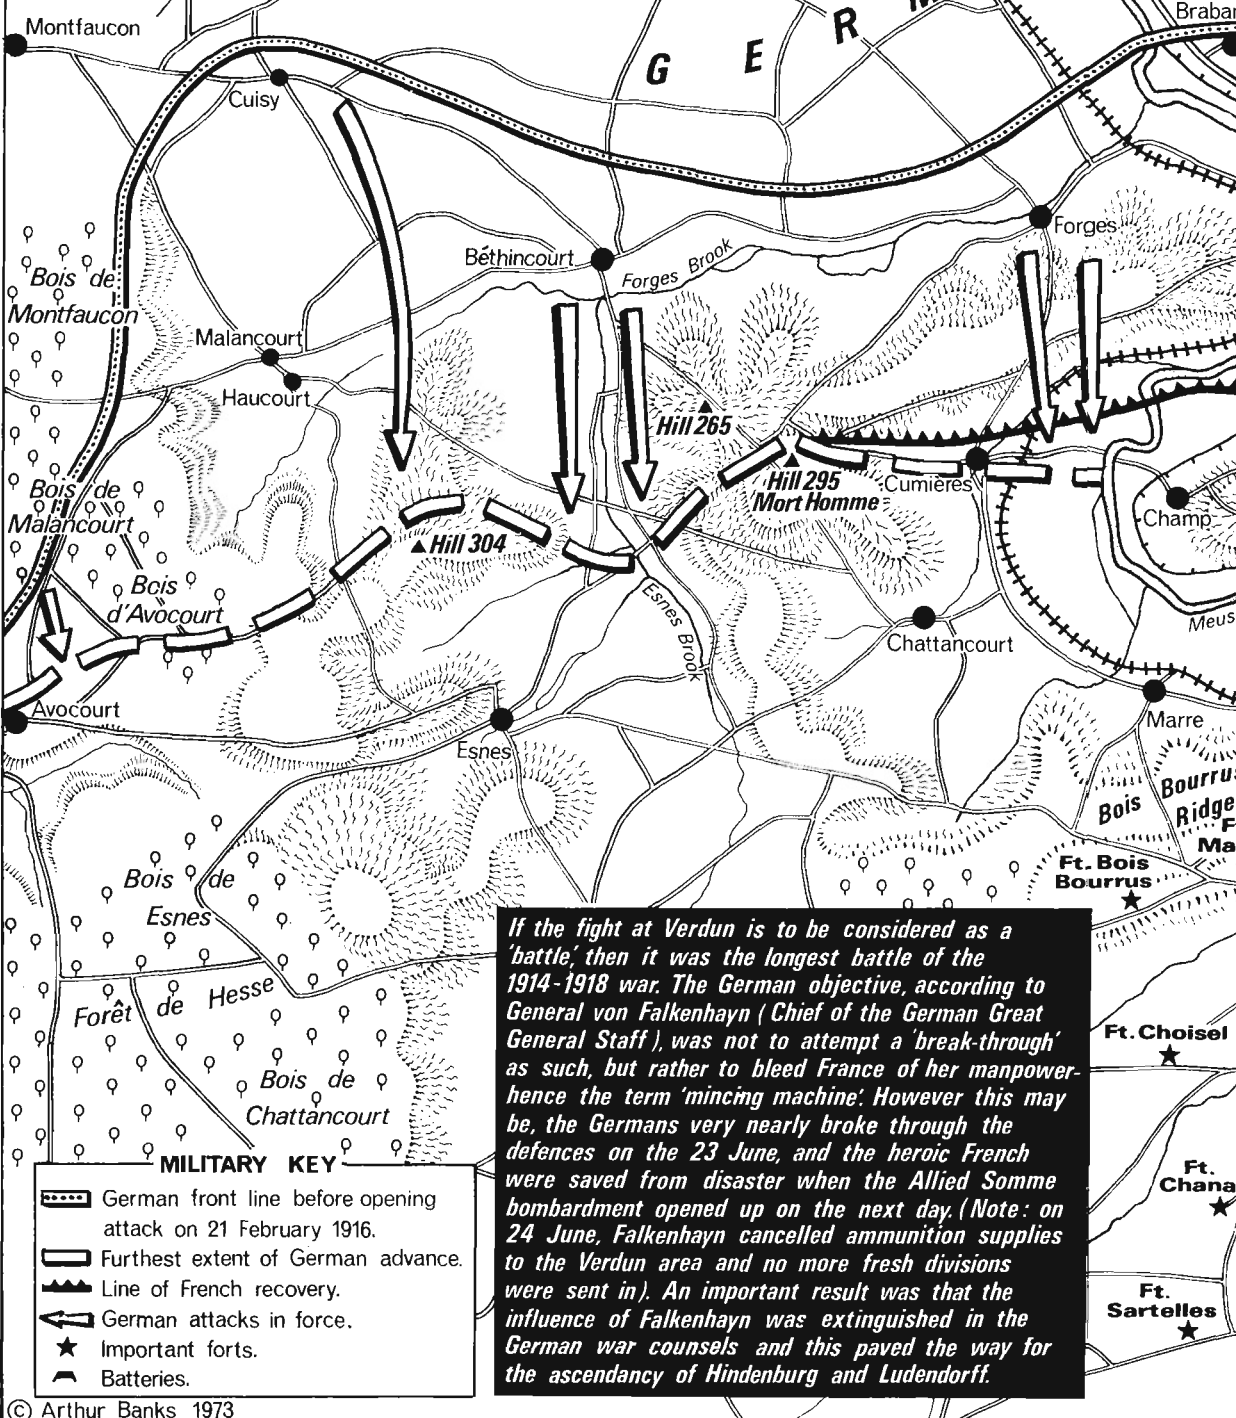 Montfaucon
Braba
G E R M
Cuisy
Forges
Béthincourt
Forges Brook
Bois de
Montfaucon
Malancourt
Haucourt
Hill 265
Hill 295
Mort Homme
Cumières
Champ
Bois de
Malancourt
Hill 304
Bois
d'Avocourt
Esnes Brook
Meus
Chattancourt
Avocourt
Marre
Esnes
Bois Bourru
Ridge
F
Ma
Ft. Bois
Bourrus
Bois de
Esnes
Forêt de Hesse
Bois de
Chattancourt
If the fight at Verdun is to be considered as a
'battle,' then it was the longest battle of the
1914-1918 war. The German objective, according to
General von Falkenhayn (Chief of the German Great
General Staff), was not to attempt a 'break-through'
as such, but rather to bleed France of her manpower-
hence the term 'mincing machine'. However this may
be, the Germans very nearly broke through the
defences on the 23 June, and the heroic French
were saved from disaster when the Allied Somme
bombardment opened up on the next day. (Note: on
24 June, Falkenhayn cancelled ammunition supplies
to the Verdun area and no more fresh divisions
were sent in). An important result was that the
influence of Falkenhayn was extinguished in the
German war counsels and this paved the way for
the ascendancy of Hindenburg and Ludendorff.
Ft. Choisel
Ft.
Chana
Ft.
Sartelles
MILITARY KEY
German front line before opening
attack on 21 February 1916.
Furthest extent of German advance.
Line of French recovery.
German attacks in force.
Important forts.
Batteries.
© Arthur Banks 1973